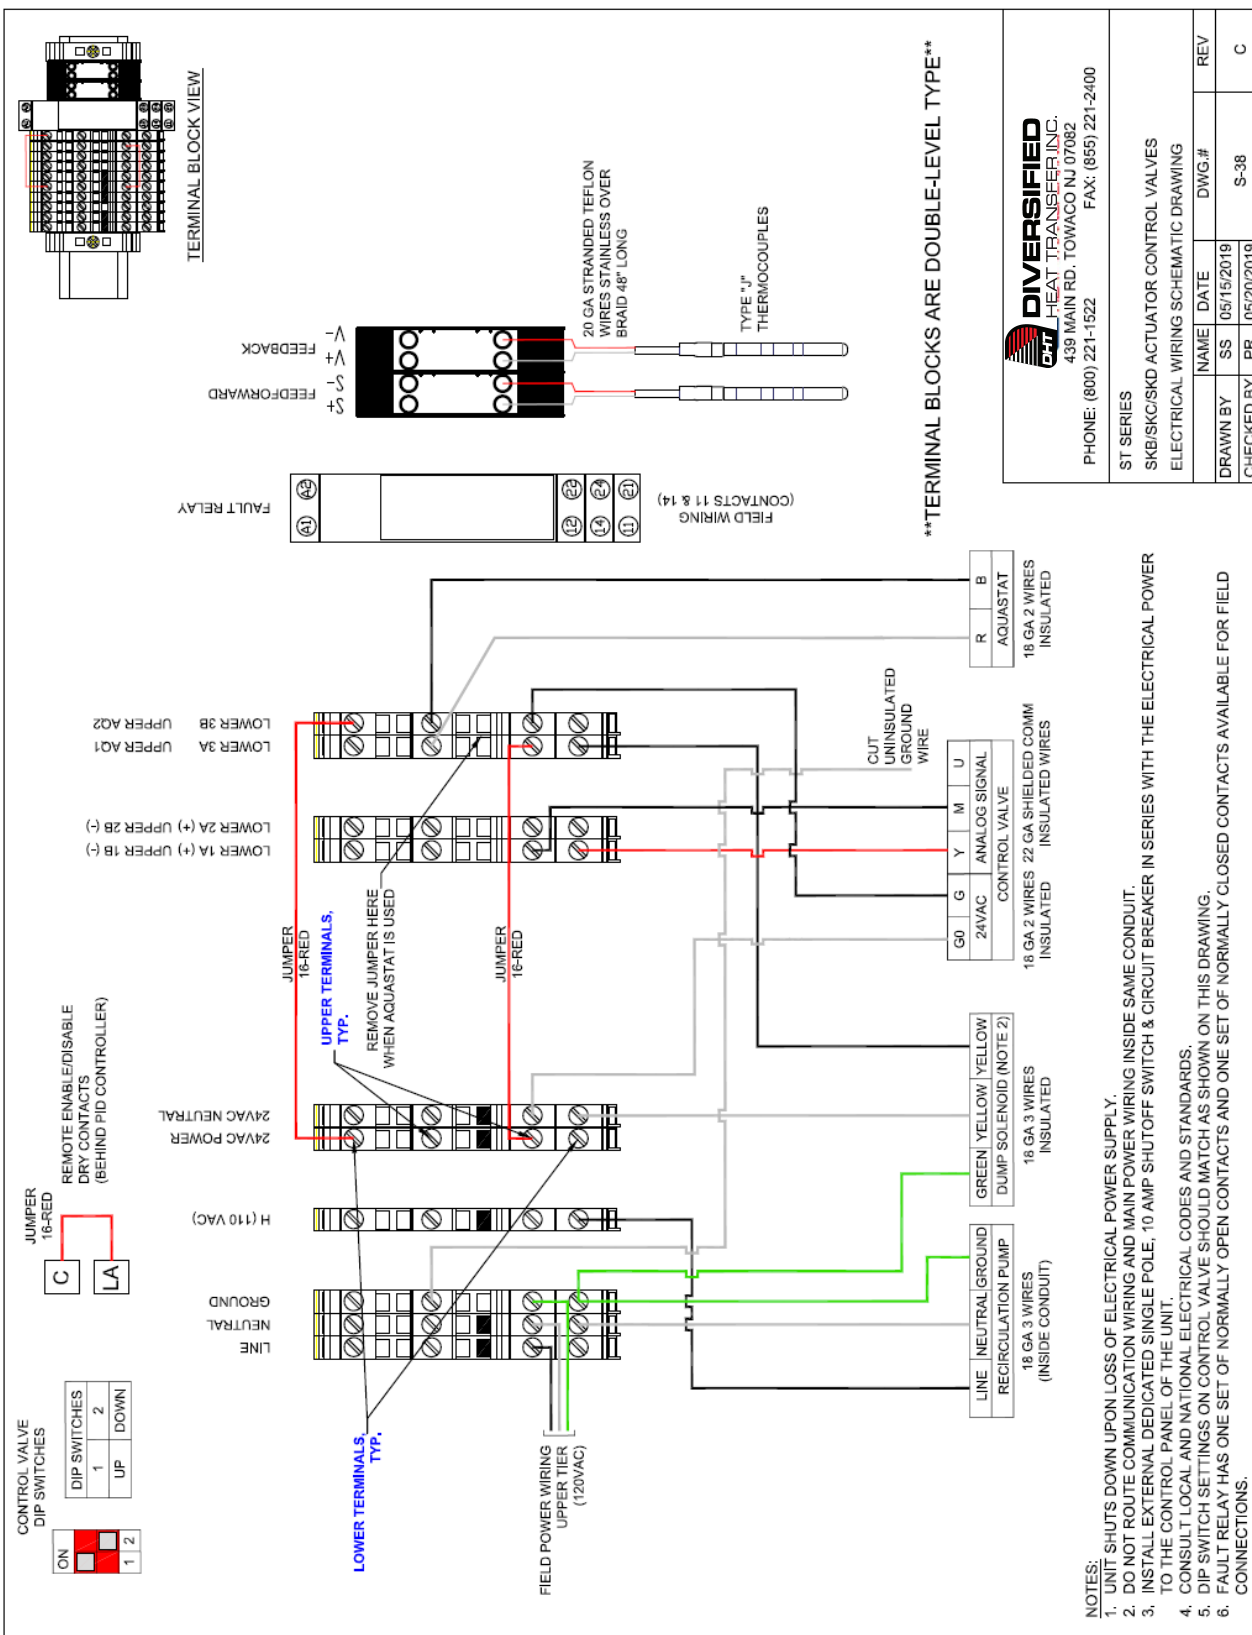 CONTROL VALVE
DIP SWITCHES
ON
1 2
DIP SWITCHES
1 2
UP DOWN
JUMPER
16-RED
C
LA
REMOTE ENABLE/DISABLE
DRY CONTACTS
(BEHIND PID CONTROLLER)
TERMINAL BLOCK VIEW
LINE
NEUTRAL
GROUND
H (110 VAC)
24VAC POWER
24VAC NEUTRAL
LOWER 1A (+) UPPER 1B (-)
LOWER 2A (+) UPPER 2B (-)
LOWER 3A UPPER AQ1
LOWER 3B UPPER AQ2
JUMPER
16-RED
UPPER TERMINALS,
TYP.
REMOVE JUMPER HERE
WHEN AQUASTAT IS USED
JUMPER
16-RED
LOWER TERMINALS,
TYP.
FIELD POWER WIRING
UPPER TIER
(120VAC)
FAULT RELAY
A1 A2
12 22
14 24
11 21
FIELD WIRING
(CONTACTS 11 & 14)
FEEDFORWARD
FEEDBACK
S+ S- V+ V-
20 GA STRANDED TEFLON
WIRES STAINLESS OVER
BRAID 48" LONG
TYPE "J"
THERMOCOUPLES
CUT
UNINSULATED
GROUND
WIRE
LINE NEUTRAL GROUND
RECIRCULATION PUMP
18 GA 3 WIRES
(INSIDE CONDUIT)
GREEN YELLOW YELLOW
DUMP SOLENOID (NOTE 2)
18 GA 3 WIRES
INSULATED
G0 G Y M U
24VAC ANALOG SIGNAL
CONTROL VALVE
18 GA 2 WIRES
INSULATED
22 GA SHIELDED COMM
INSULATED WIRES
R B
AQUASTAT
18 GA 2 WIRES
INSULATED
**TERMINAL BLOCKS ARE DOUBLE-LEVEL TYPE**
NOTES:
1. UNIT SHUTS DOWN UPON LOSS OF ELECTRICAL POWER SUPPLY.
2. DO NOT ROUTE COMMUNICATION WIRING AND MAIN POWER WIRING INSIDE SAME CONDUIT.
3. INSTALL EXTERNAL DEDICATED SINGLE POLE, 10 AMP SHUTOFF SWITCH & CIRCUIT BREAKER IN SERIES WITH THE ELECTRICAL POWER
TO THE CONTROL PANEL OF THE UNIT.
4. CONSULT LOCAL AND NATIONAL ELECTRICAL CODES AND STANDARDS.
5. DIP SWITCH SETTINGS ON CONTROL VALVE SHOULD MATCH AS SHOWN ON THIS DRAWING.
6. FAULT RELAY HAS ONE SET OF NORMALLY OPEN CONTACTS AND ONE SET OF NORMALLY CLOSED CONTACTS AVAILABLE FOR FIELD
CONNECTIONS.
DHT
DIVERSIFIED
HEAT TRANSFER INC.
439 MAIN RD. TOWACO NJ 07082
PHONE: (800) 221-1522 FAX: (855) 221-2400
ST SERIES
SKB/SKC/SKD ACTUATOR CONTROL VALVES
ELECTRICAL WIRING SCHEMATIC DRAWING
NAME DATE DWG.# REV
DRAWN BY SS 05/15/2019 S-38 C
CHECKED BY PR 05/20/2019